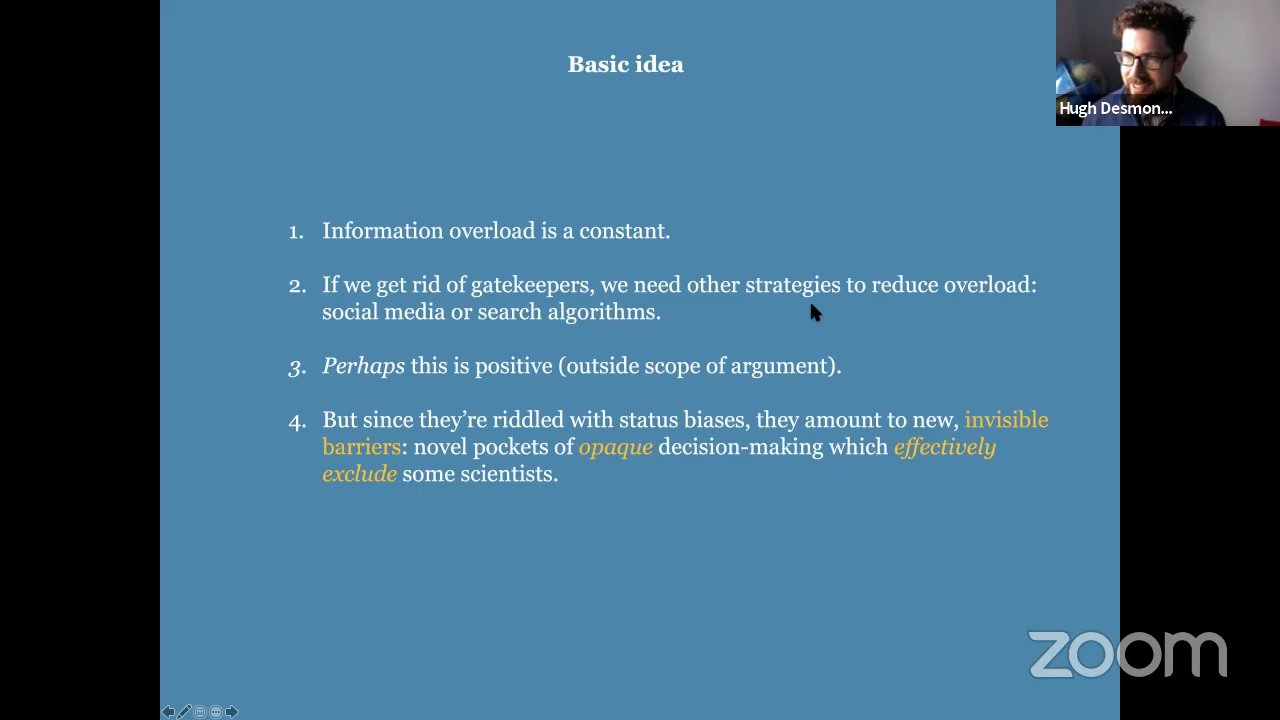 Basic idea
Hugh Desmon...
1. Information overload is a constant.
2. If we get rid of gatekeepers, we need other strategies to reduce overload:
social media or search algorithms.
3. Perhaps this is positive (outside scope of argument).
4. But since they’re riddled with status biases, they amount to new, invisible
barriers: novel pockets of opaque decision-making which effectively
exclude some scientists.
zoom